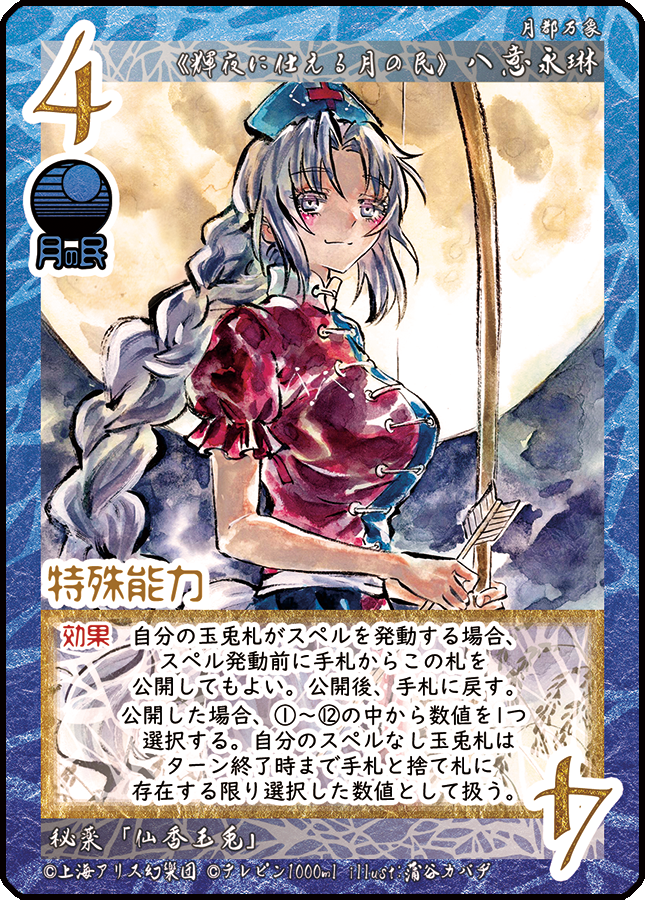 月都万象
《輝夜に仕える月の民》 八意永琳
4
月の民
特殊能力
効果 自分の玉兎札がスペルを発動する場合、
スペル発動前に手札からこの札を
公開してもよい。公開後、手札に戻す。
公開した場合、①～⑫の中から数値を1つ
選択する。自分のスペルなし玉兎札は
ターン終了時まで手札と捨て札に
存在する限り選択した数値として扱う。
4
秘薬「仙香玉兎」
©上海アリス幻樂団 ©テレピン1000ml illust:蒲谷カバヂ